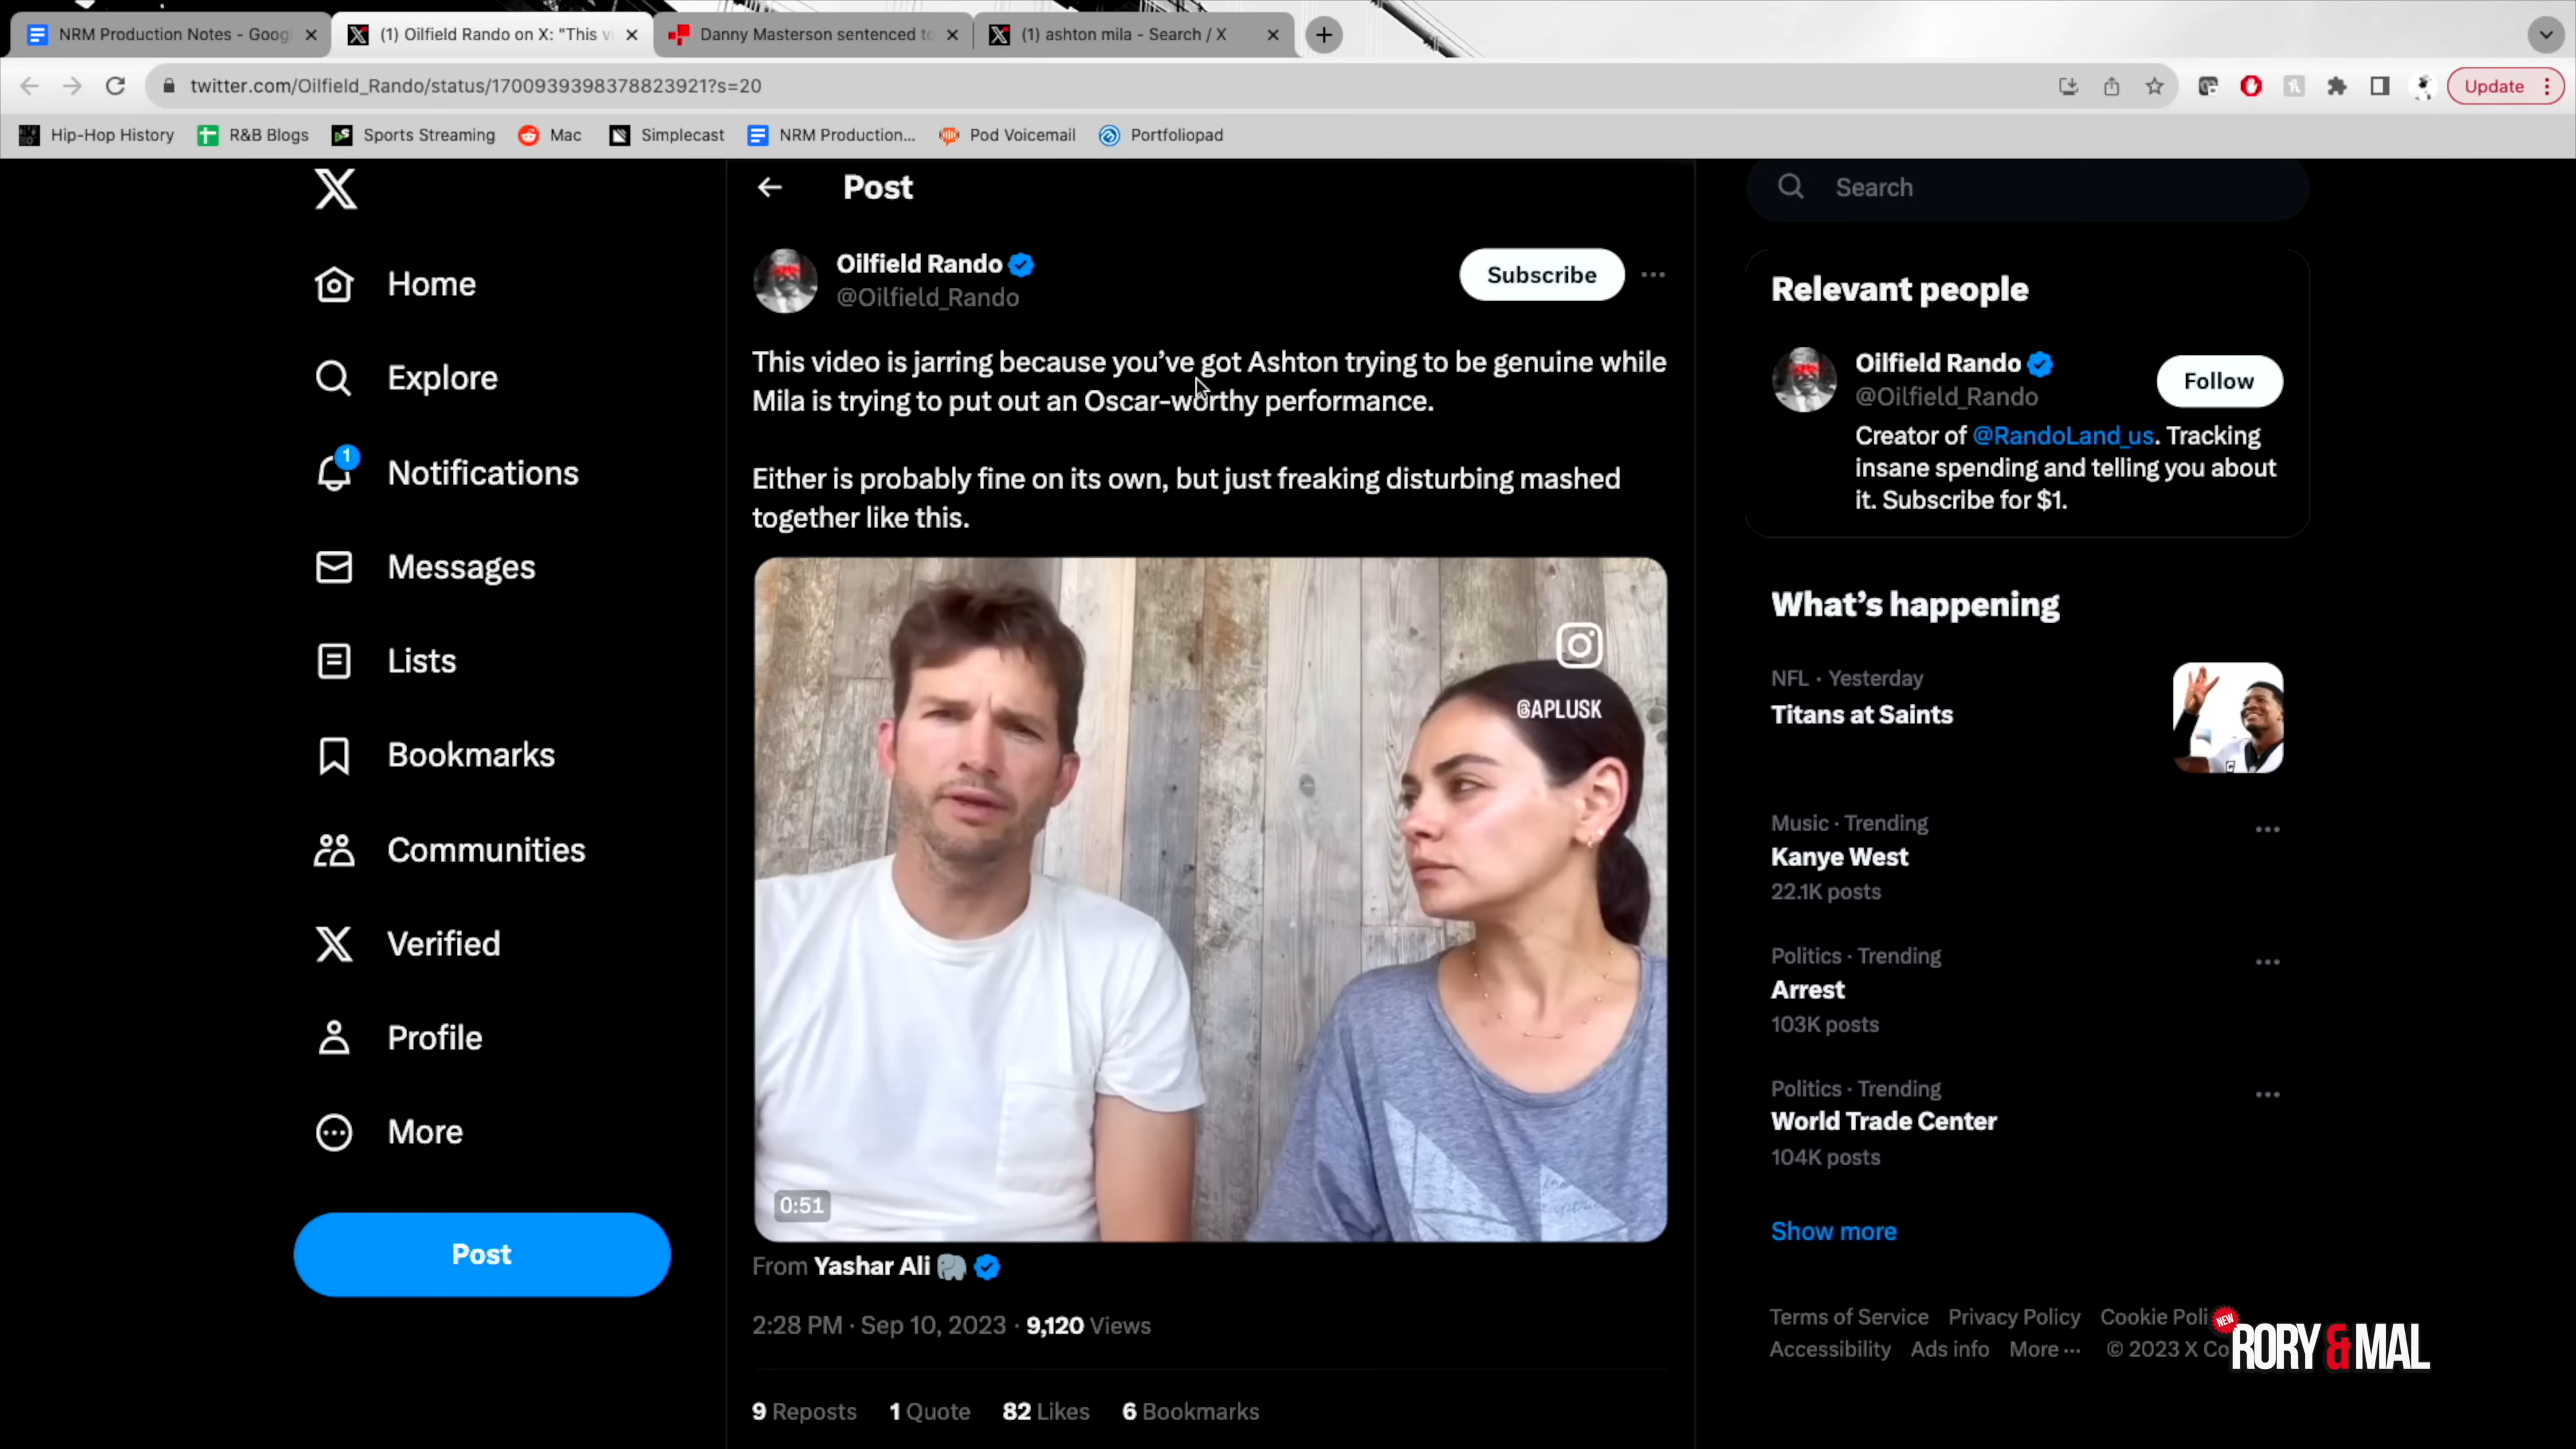 NRM Production Notes - Goog
(1) Oilfield Rando on X: "This vi
Danny Masterson sentenced to
(1) ashton mila - Search / X
twitter.com/Oilfield_Rando/status/1700939398378823921?s=20
Update
Hip-Hop History
R&B Blogs
Sports Streaming
Mac
Simplecast
NRM Production...
Pod Voicemail
Portfoliopad
Home
Explore
1
Notifications
Messages
Lists
Bookmarks
Communities
Verified
Profile
More
Post
Post
Oilfield Rando
@Oilfield_Rando
Subscribe
This video is jarring because you’ve got Ashton trying to be genuine while
Mila is trying to put out an Oscar-worthy performance.
Either is probably fine on its own, but just freaking disturbing mashed
together like this.
@APLUSK
0:51
From Yashar Ali
2:28 PM · Sep 10, 2023 · 9,120 Views
9 Reposts 1 Quote 82 Likes 6 Bookmarks
Search
Relevant people
Oilfield Rando
@Oilfield_Rando
Follow
Creator of @RandoLand_us. Tracking
insane spending and telling you about
it. Subscribe for $1.
What’s happening
NFL · Yesterday
Titans at Saints
Music · Trending
Kanye West
22.1K posts
Politics · Trending
Arrest
103K posts
Politics · Trending
World Trade Center
104K posts
Show more
Terms of Service Privacy Policy Cookie Poli
Accessibility Ads info More ··· © 2023 X Co
NEW
RORY & MAL